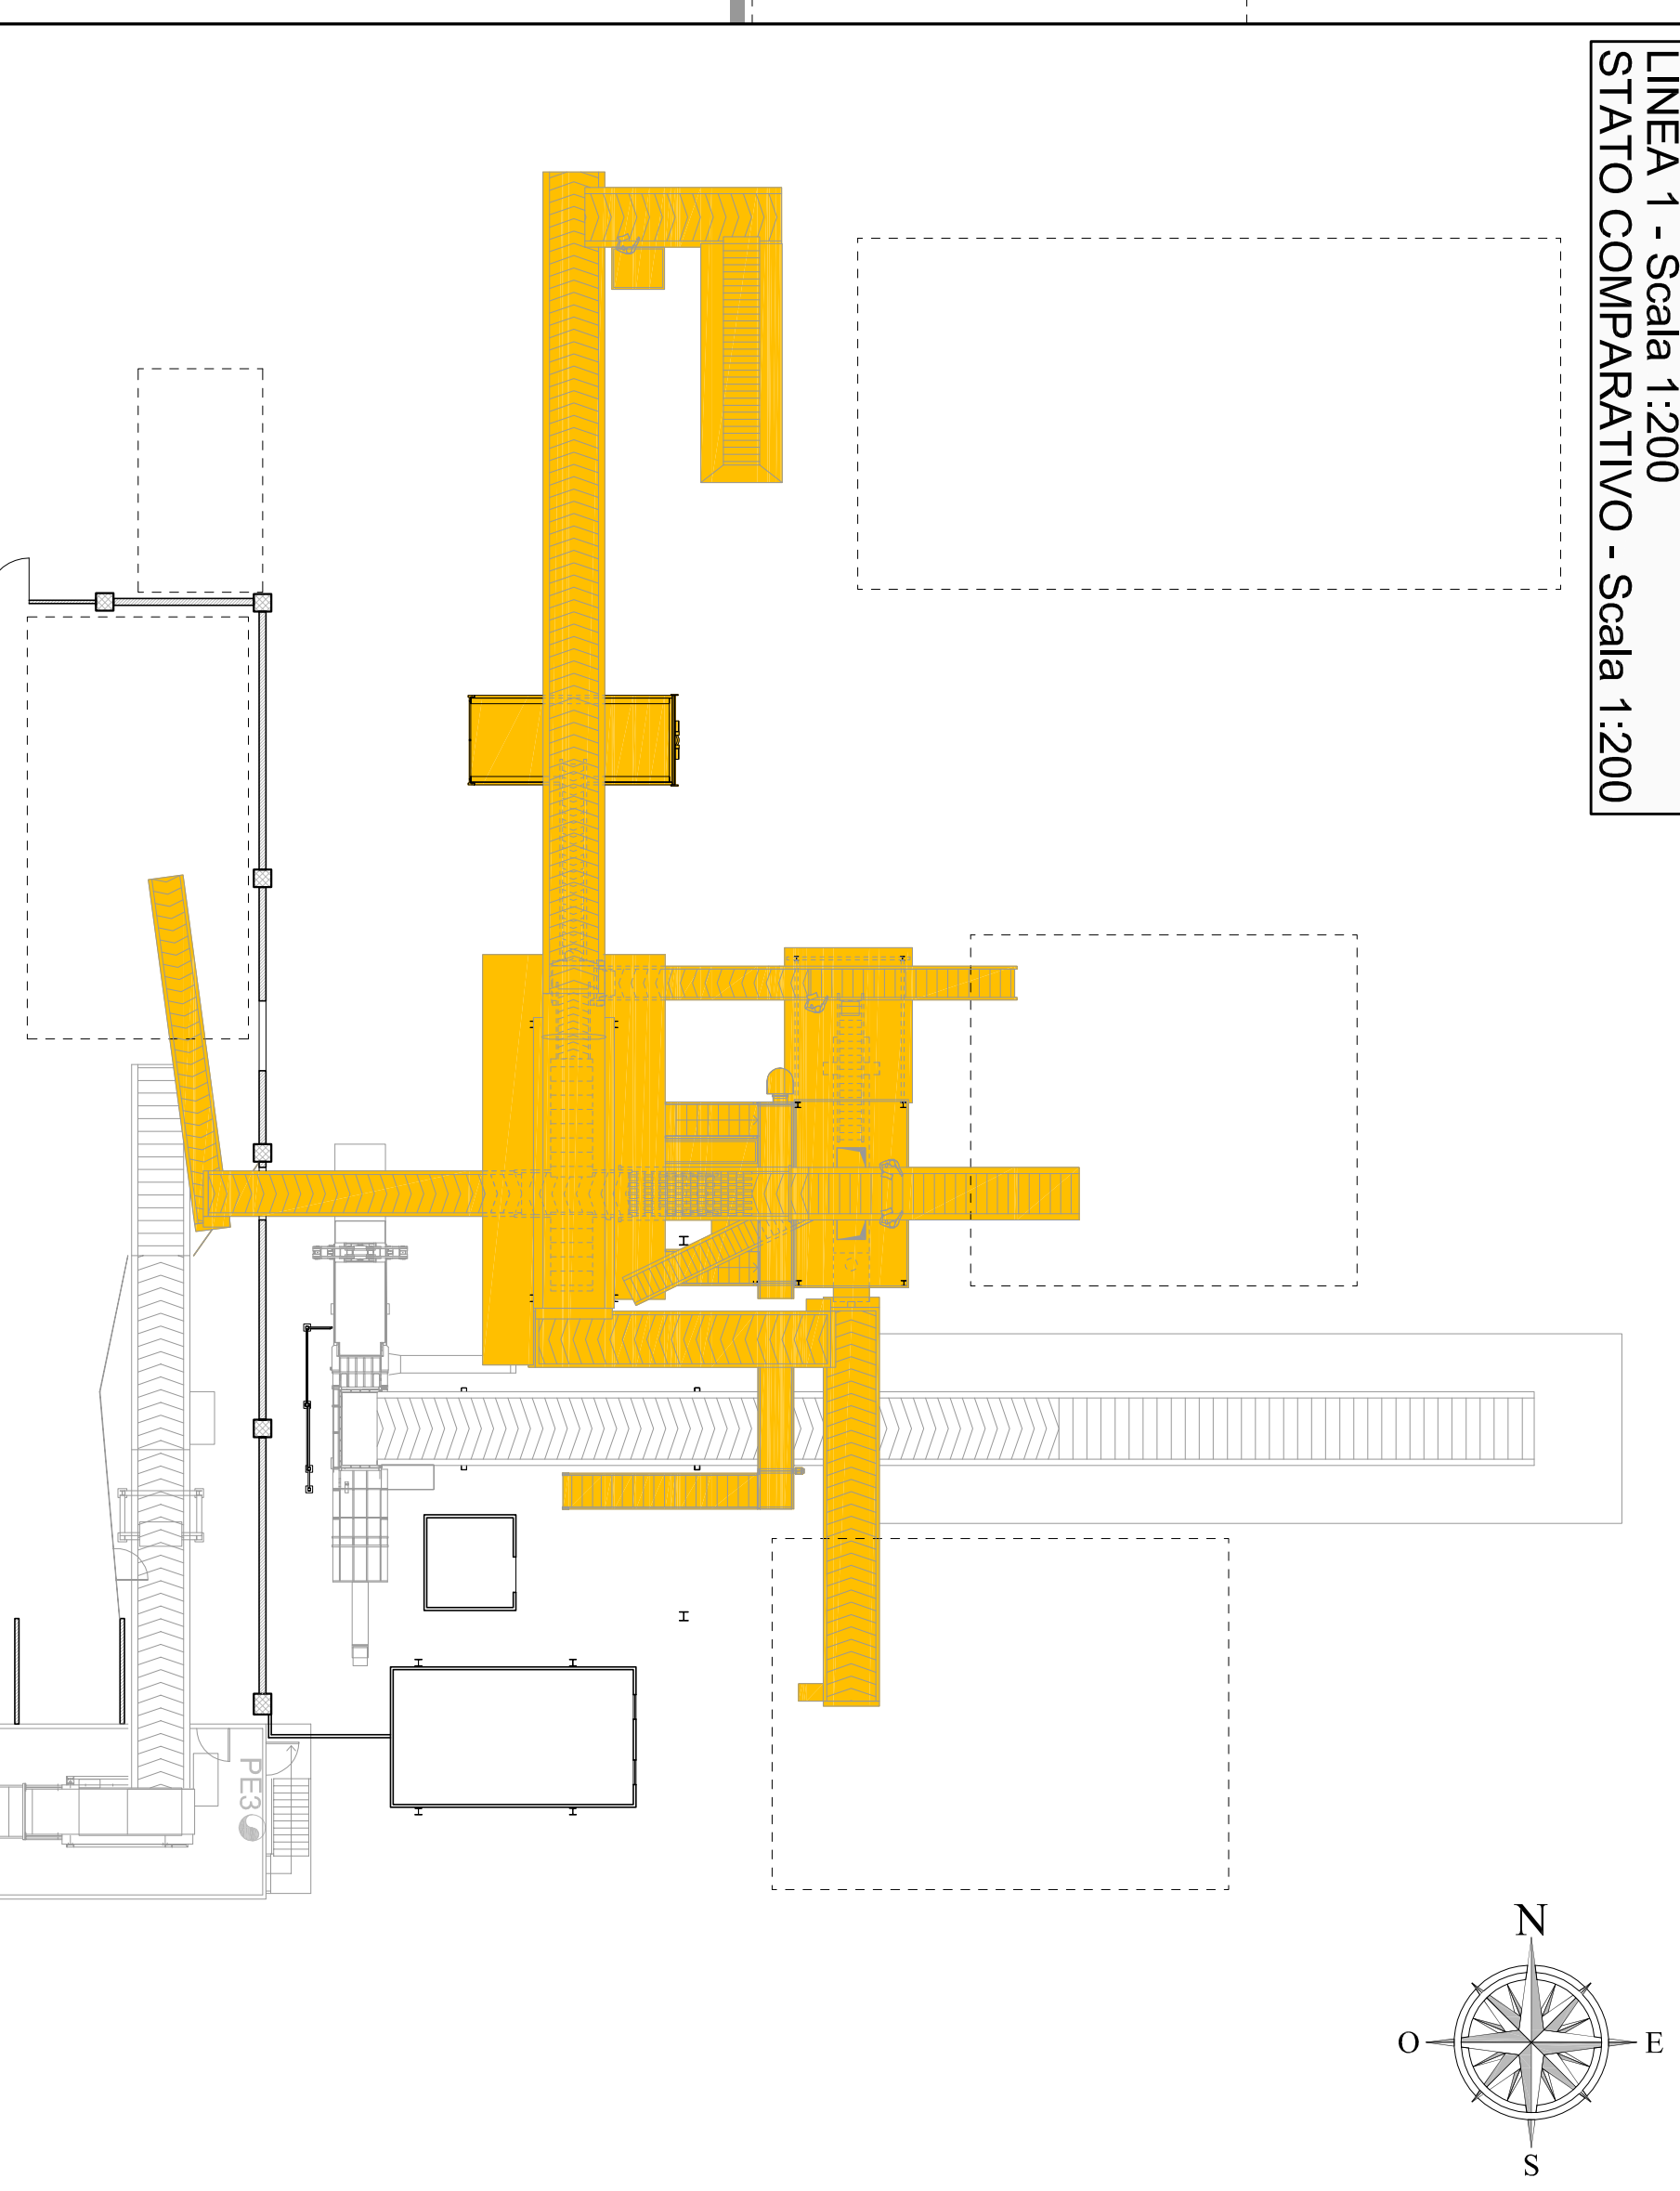 LINEA 1 - Scala 1:200
STATO COMPARATIVO - Scala 1:200
PE3
N
O
E
S